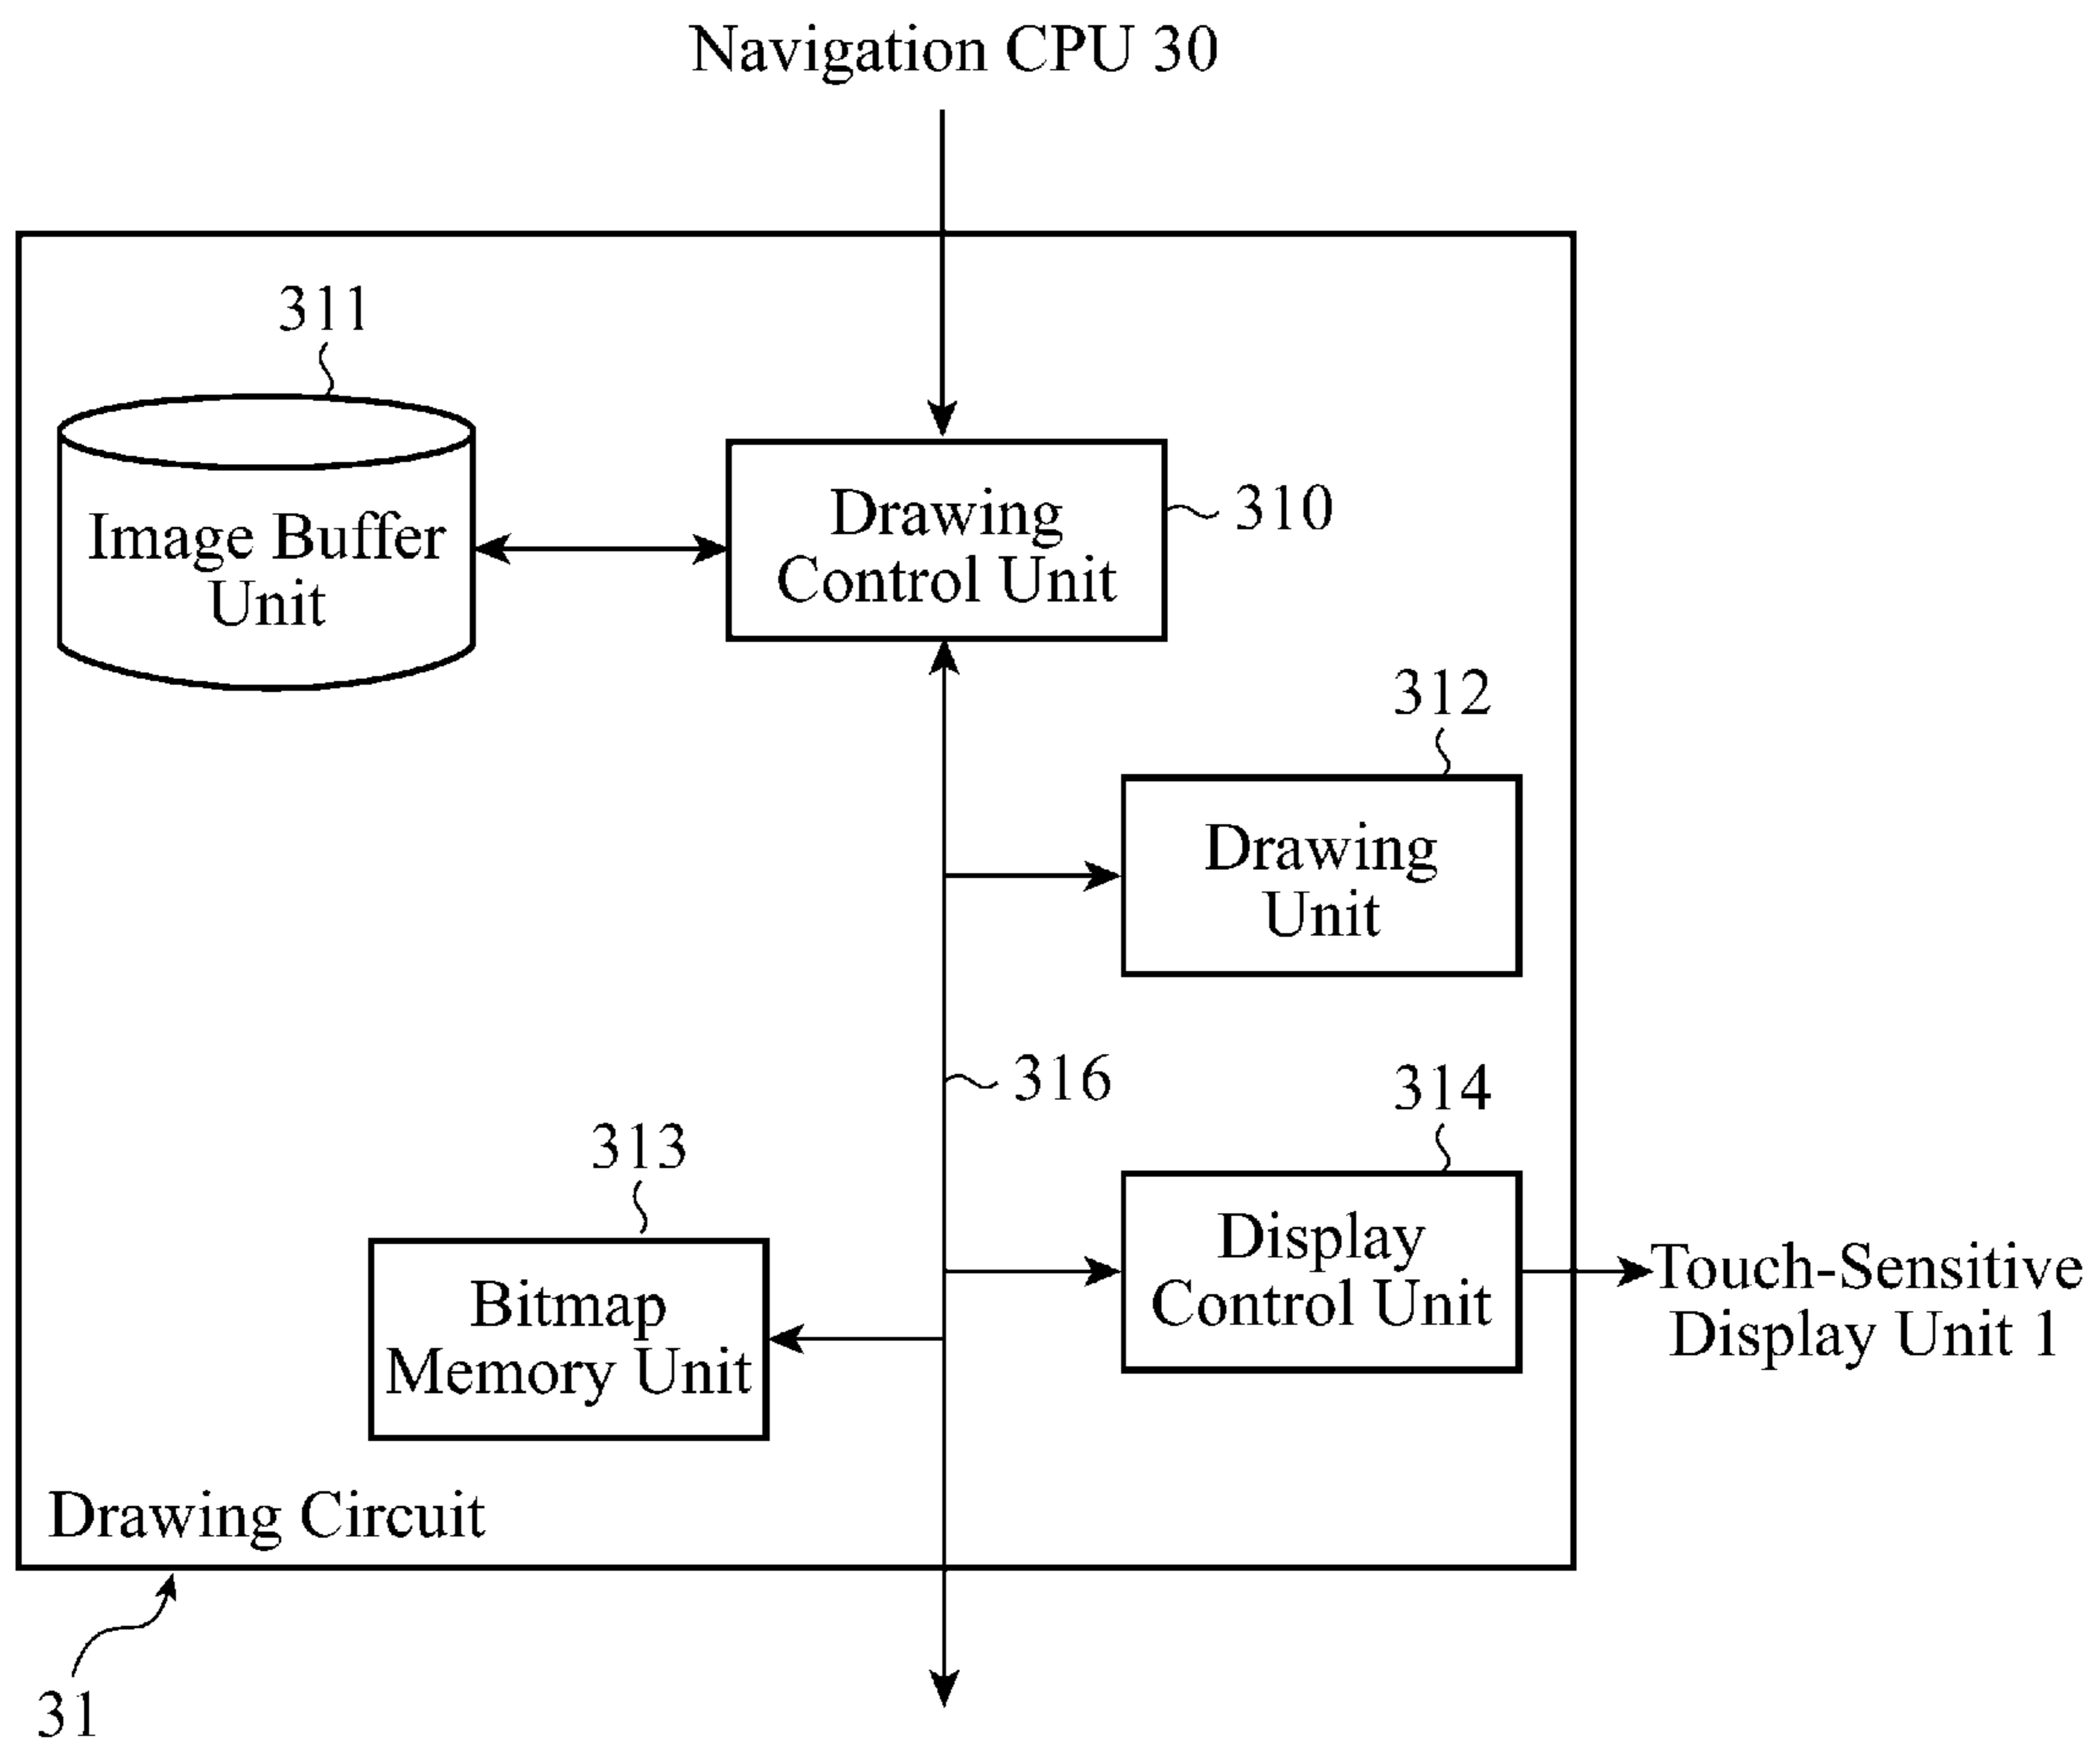 Navigation CPU 30
311
Image Buffer
Unit
Drawing
Control Unit
310
312
Drawing
Unit
316
314
313
Display
Control Unit
Touch-Sensitive
Display Unit 1
Bitmap
Memory Unit
Drawing Circuit
31